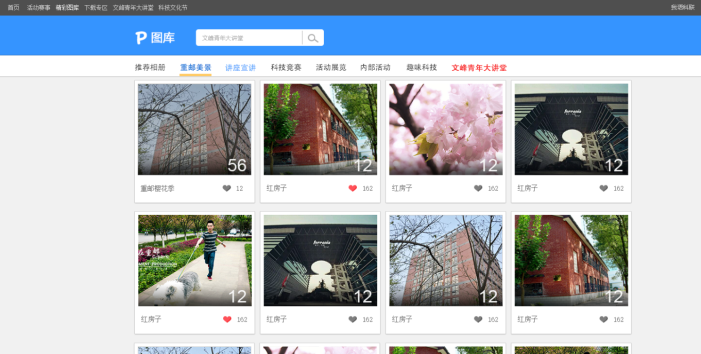 首页 活动赛事 精彩图库 下载专区 文峰青年大讲堂 科技文化节
图库
文峰青年大讲堂
推荐相册 重邮美景 讲座宣讲 科技竞赛 活动展览 内部活动 趣味科技 文峰青年大讲堂
56 12 12 12
重邮樱花季 12 红房子 162 红房子 162 红房子 162
在重邮
12 12 12 12
红房子 162 红房子 162 红房子 162 红房子 162